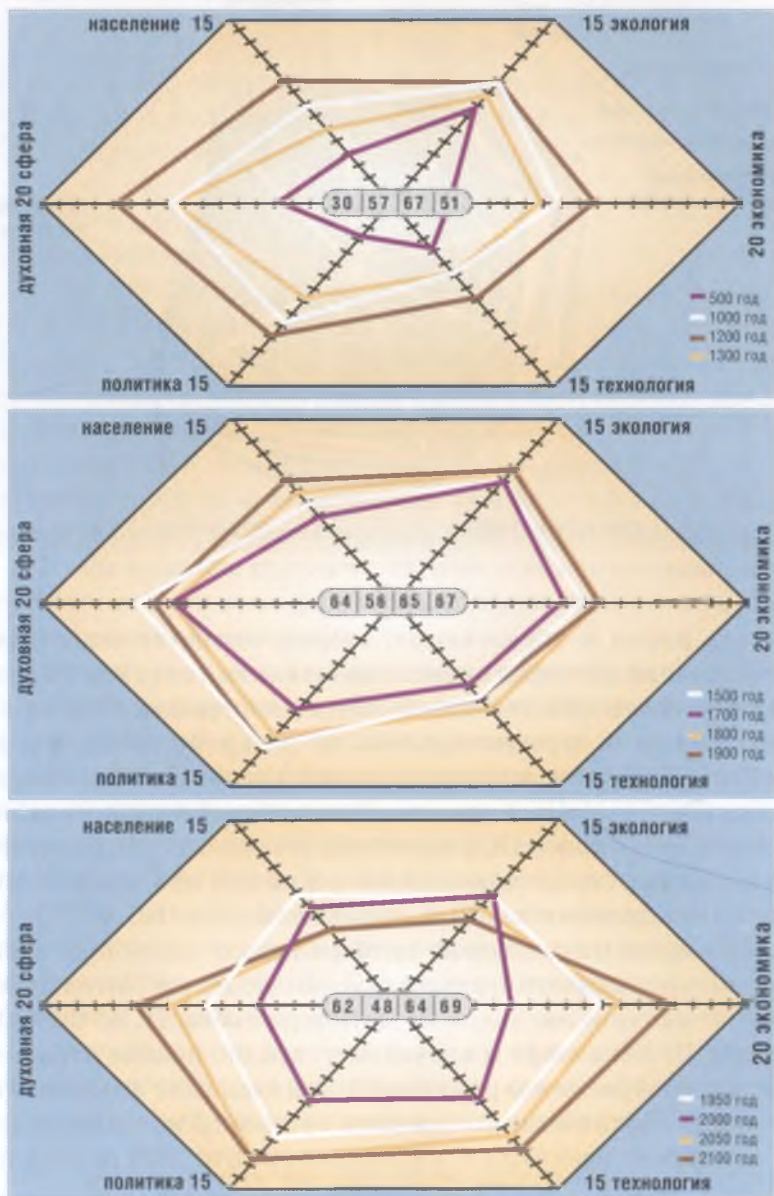 население 15
15 экология
духовная 20 сфера
30 57 67 51
20 экономика
500 год
1000 год
1200 год
1300 год
политика 15
15 технология
население 15
15 экология
духовная 20 сфера
64 56 65 67
20 экономика
1500 год
1700 год
1800 год
1900 год
политика 15
15 технология
население 15
15 экология
духовная 20 сфера
62 48 64 69
20 экономика
1950 год
2000 год
2050 год
2100 год
политика 15
15 технология